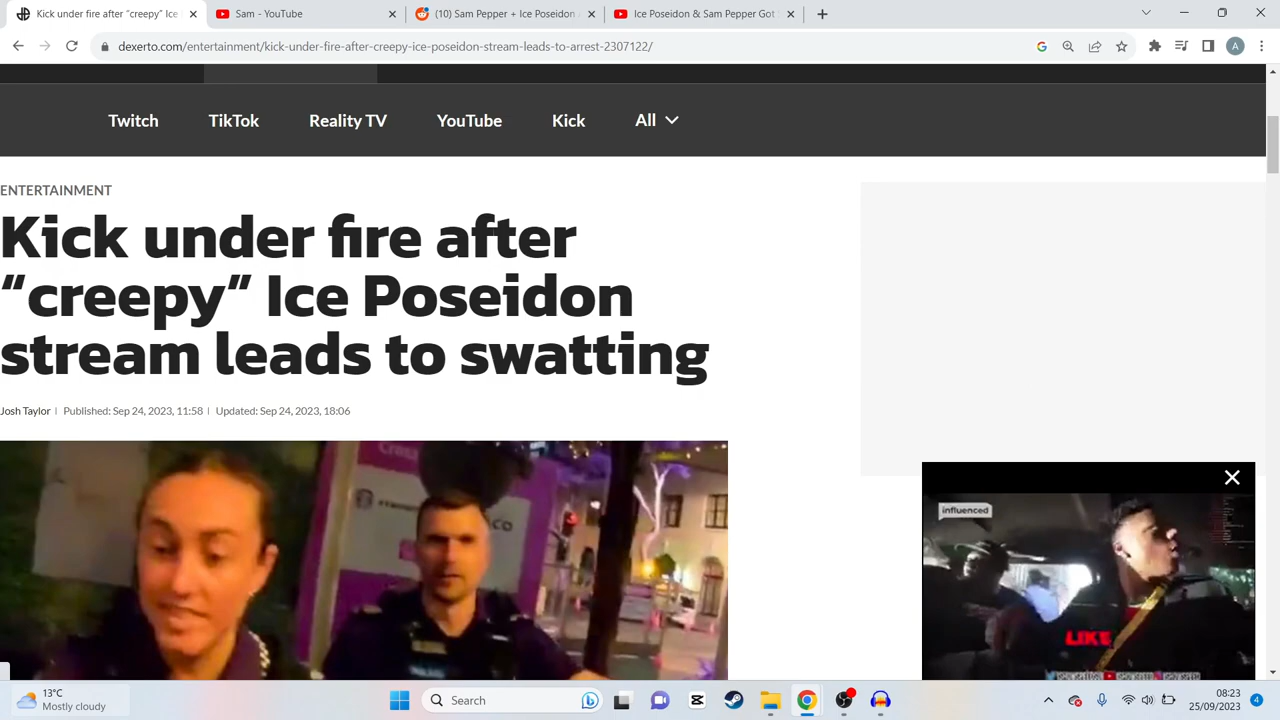 Kick under fire after “creepy” Ice
Sam - YouTube
(10) Sam Pepper + Ice Poseidon
Ice Poseidon & Sam Pepper Got
dexerto.com/entertainment/kick-under-fire-after-creepy-ice-poseidon-stream-leads-to-arrest-2307122/
A
Twitch
TikTok
Reality TV
YouTube
Kick
All
ENTERTAINMENT
Kick under fire after
“creepy” Ice Poseidon
stream leads to swatting
Josh Taylor | Published: Sep 24, 2023, 11:58 | Updated: Sep 24, 2023, 18:06
influenced
LIKE
13°C
Mostly cloudy
Search
08:23
25/09/2023
4